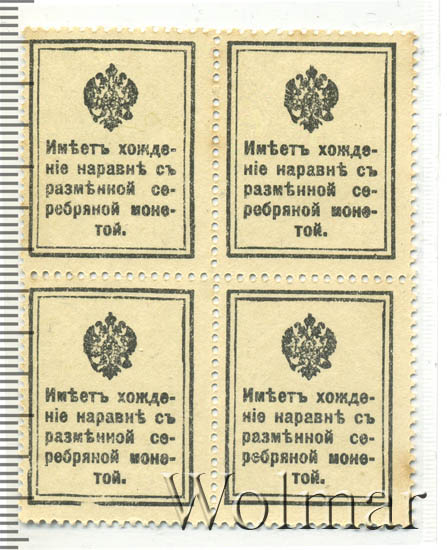 Имѣетъ хожде-
ніе наравнѣ съ
размѣнной се-
ребряной моне-
той.
Имѣетъ хожде-
ніе наравнѣ съ
размѣнной се-
ребряной моне-
той.
Имѣетъ хожде-
ніе наравнѣ съ
размѣнной се-
ребряной моне-
той.
Имѣетъ хожде-
ніе наравнѣ съ
размѣнной се-
ребряной моне-
той.
Wolmar